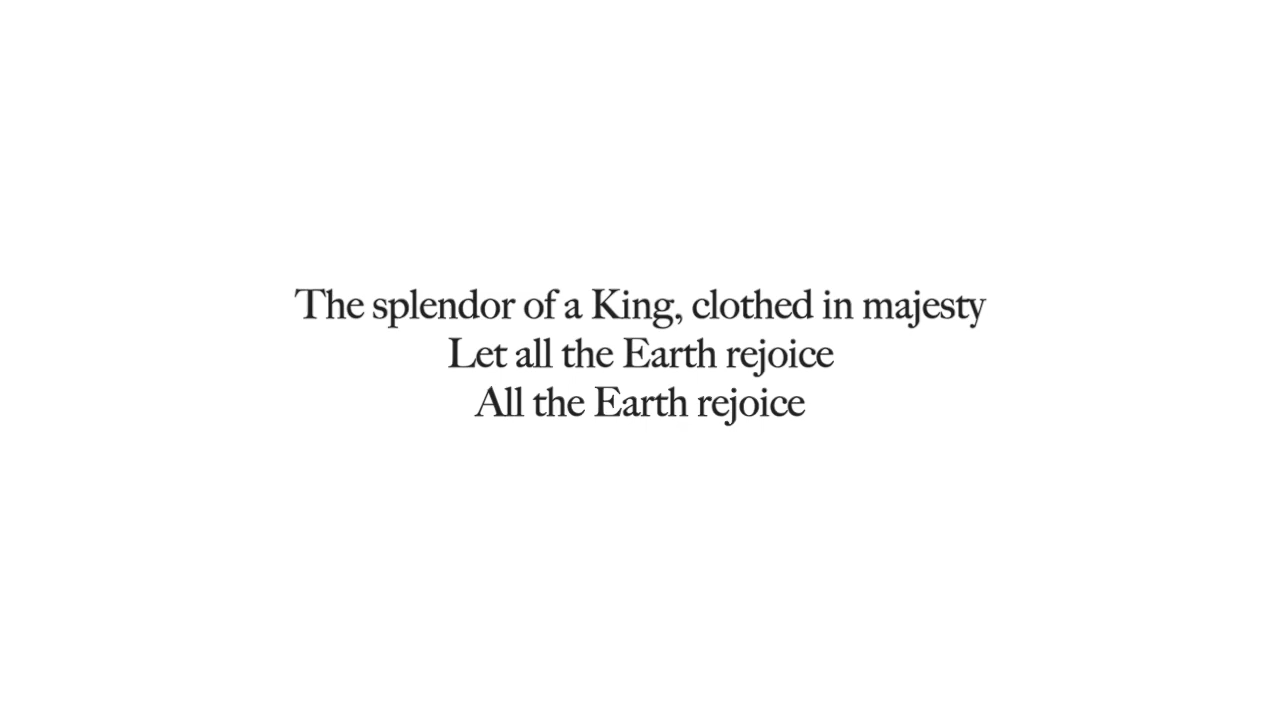 The splendor of a King, clothed in majesty
Let all the Earth rejoice
All the Earth rejoice